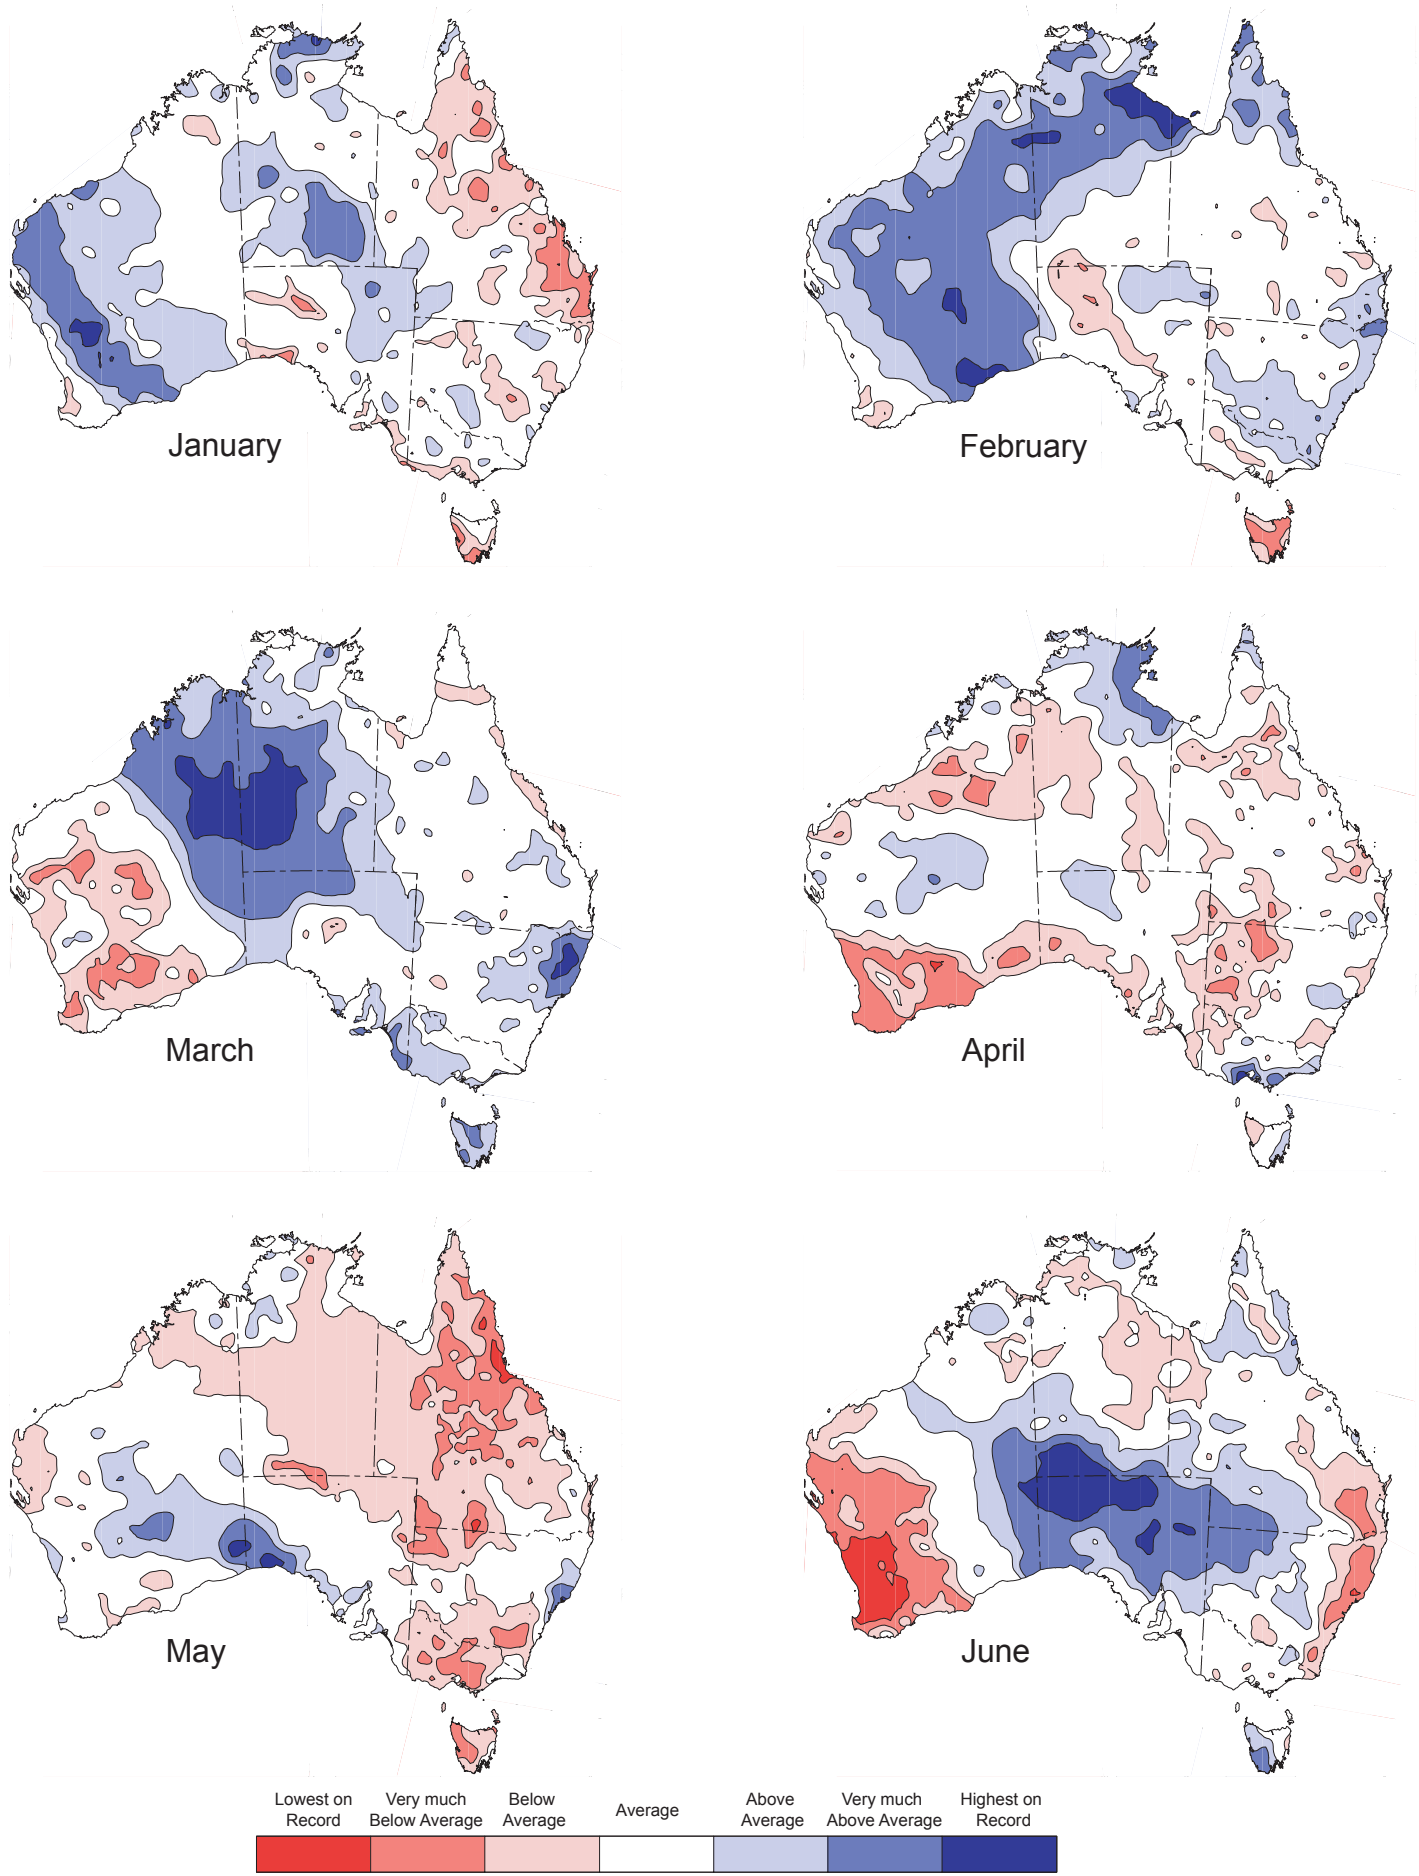 January
February
March
April
May
June
Lowest on
Record
Very much
Below Average
Below
Average
Average
Above
Average
Very much
Above Average
Highest on
Record